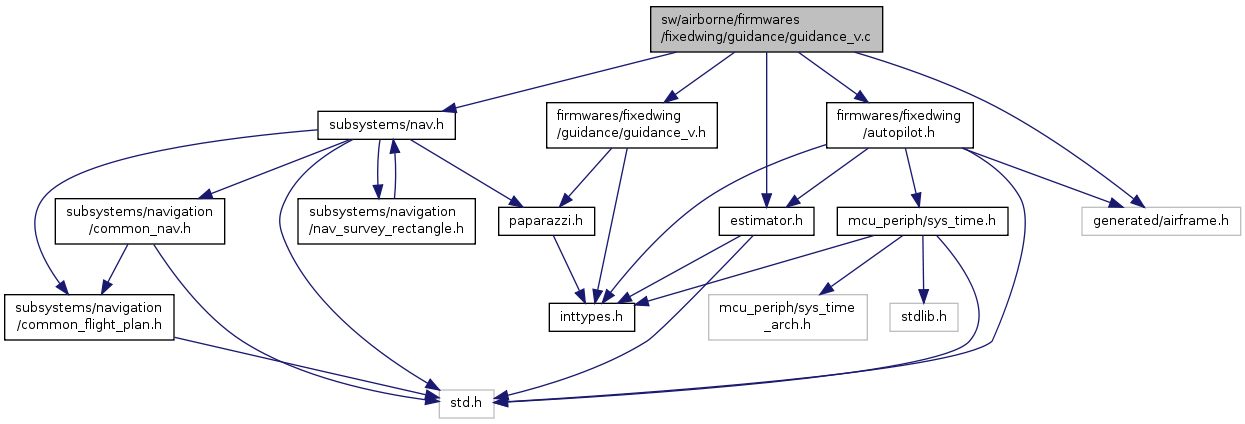 sw/airborne/firmwares
/fixedwing/guidance/guidance_v.c
subsystems/nav.h
firmwares/fixedwing
/guidance/guidance_v.h
firmwares/fixedwing
/autopilot.h
subsystems/navigation
/common_nav.h
subsystems/navigation
/nav_survey_rectangle.h
paparazzi.h
estimator.h
mcu_periph/sys_time.h
generated/airframe.h
subsystems/navigation
/common_flight_plan.h
inttypes.h
mcu_periph/sys_time
_arch.h
stdlib.h
std.h